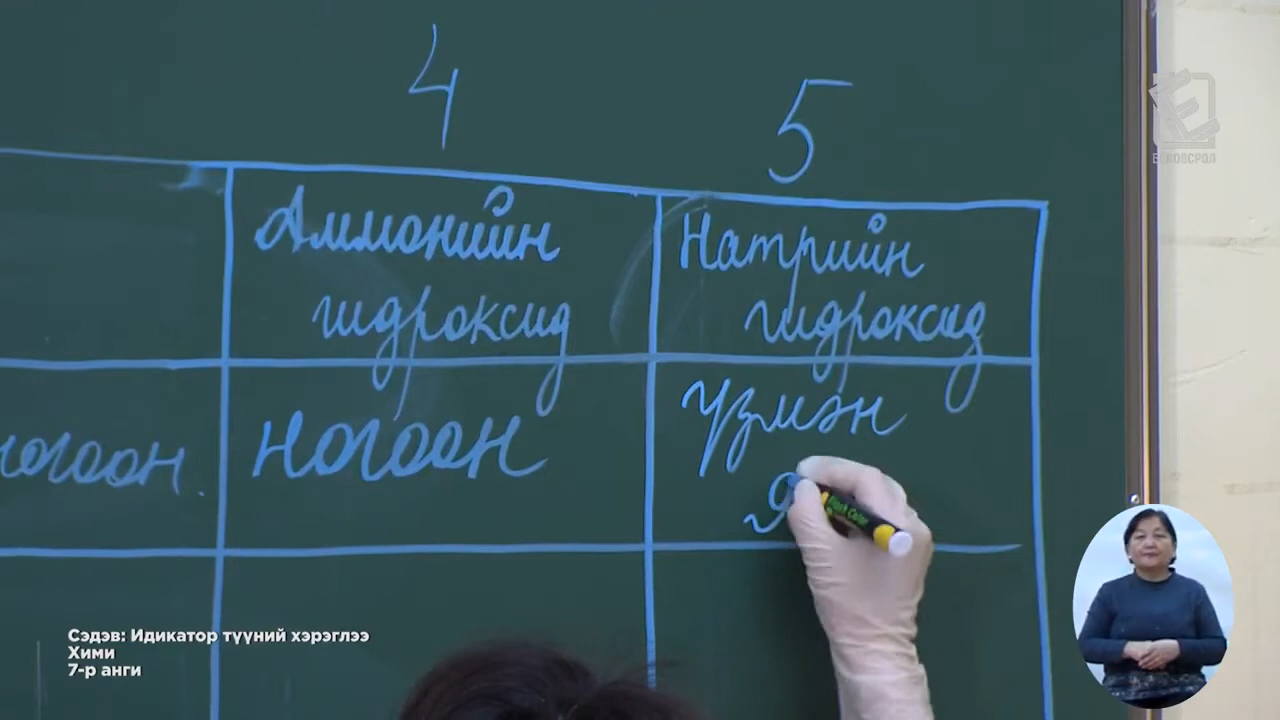 4
5
Аммонийн
гидроксид
Натрийн
гидроксид
ногоон.
ногоон
үзмэн
я
Сэдэв: Идикатор түүний хэрэглээ
Хими
7-р анги